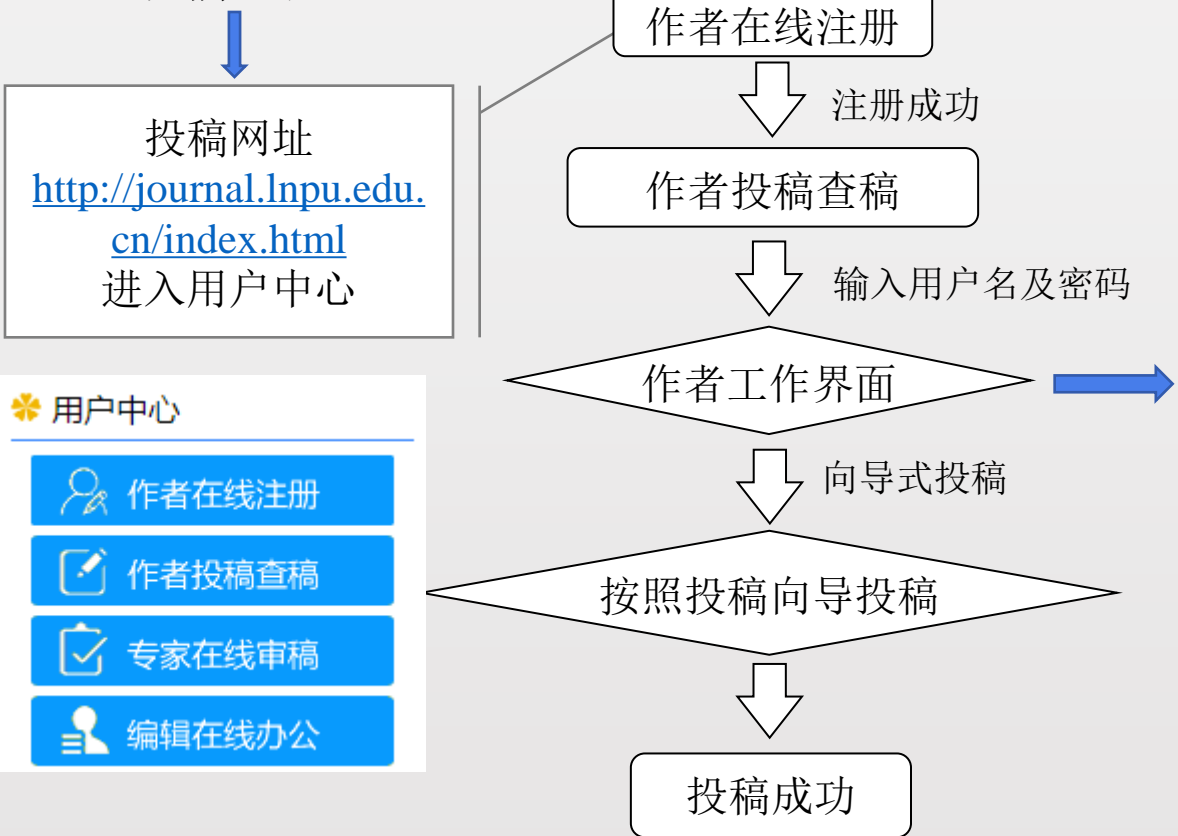 作者在线注册
注册成功
投稿网址
http://journal.lnpu.edu.
cn/index.html
进入用户中心
作者投稿查稿
输入用户名及密码
作者工作界面
向导式投稿
按照投稿向导投稿
投稿成功
用户中心
作者在线注册
作者投稿查稿
专家在线审稿
编辑在线办公